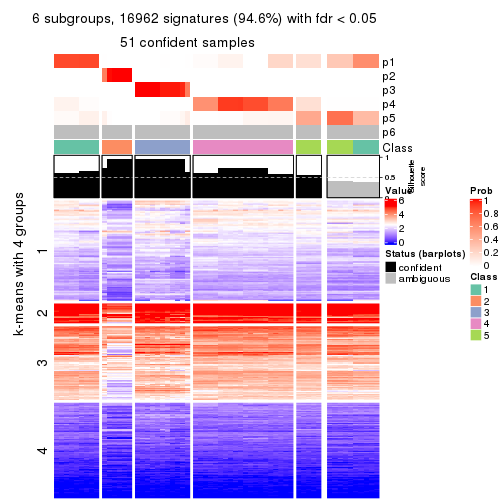 6 subgroups, 16962 signatures (94.6%) with fdr < 0.05
51 confident samples
p1
p2
p3
p4
p5
p6
Class
1
0.5
0
Silhouette
score
k-means with 4 groups
1
2
3
4
Value
6
4
2
0
Status (barplots)
confident
ambiguous
Prob
1
0.8
0.6
0.4
0.2
0
Class
1
2
3
4
5